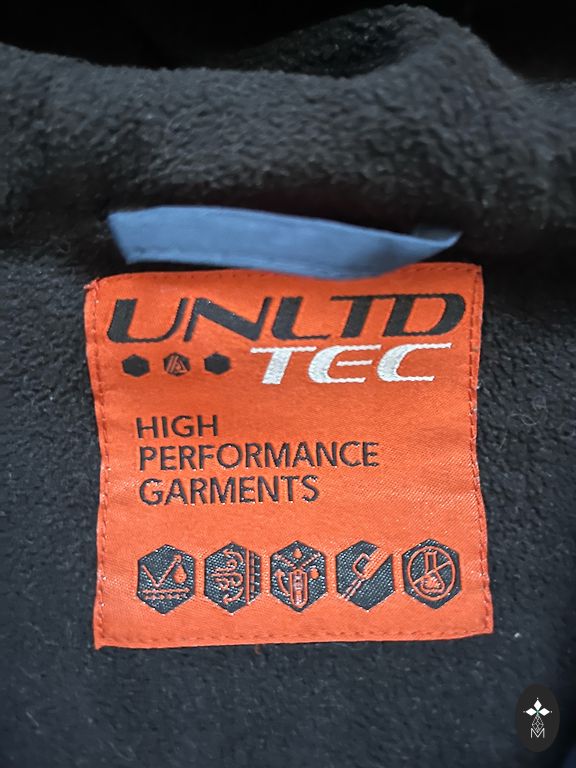 UNLTD
TEC
HIGH
PERFORMANCE
GARMENTS
M